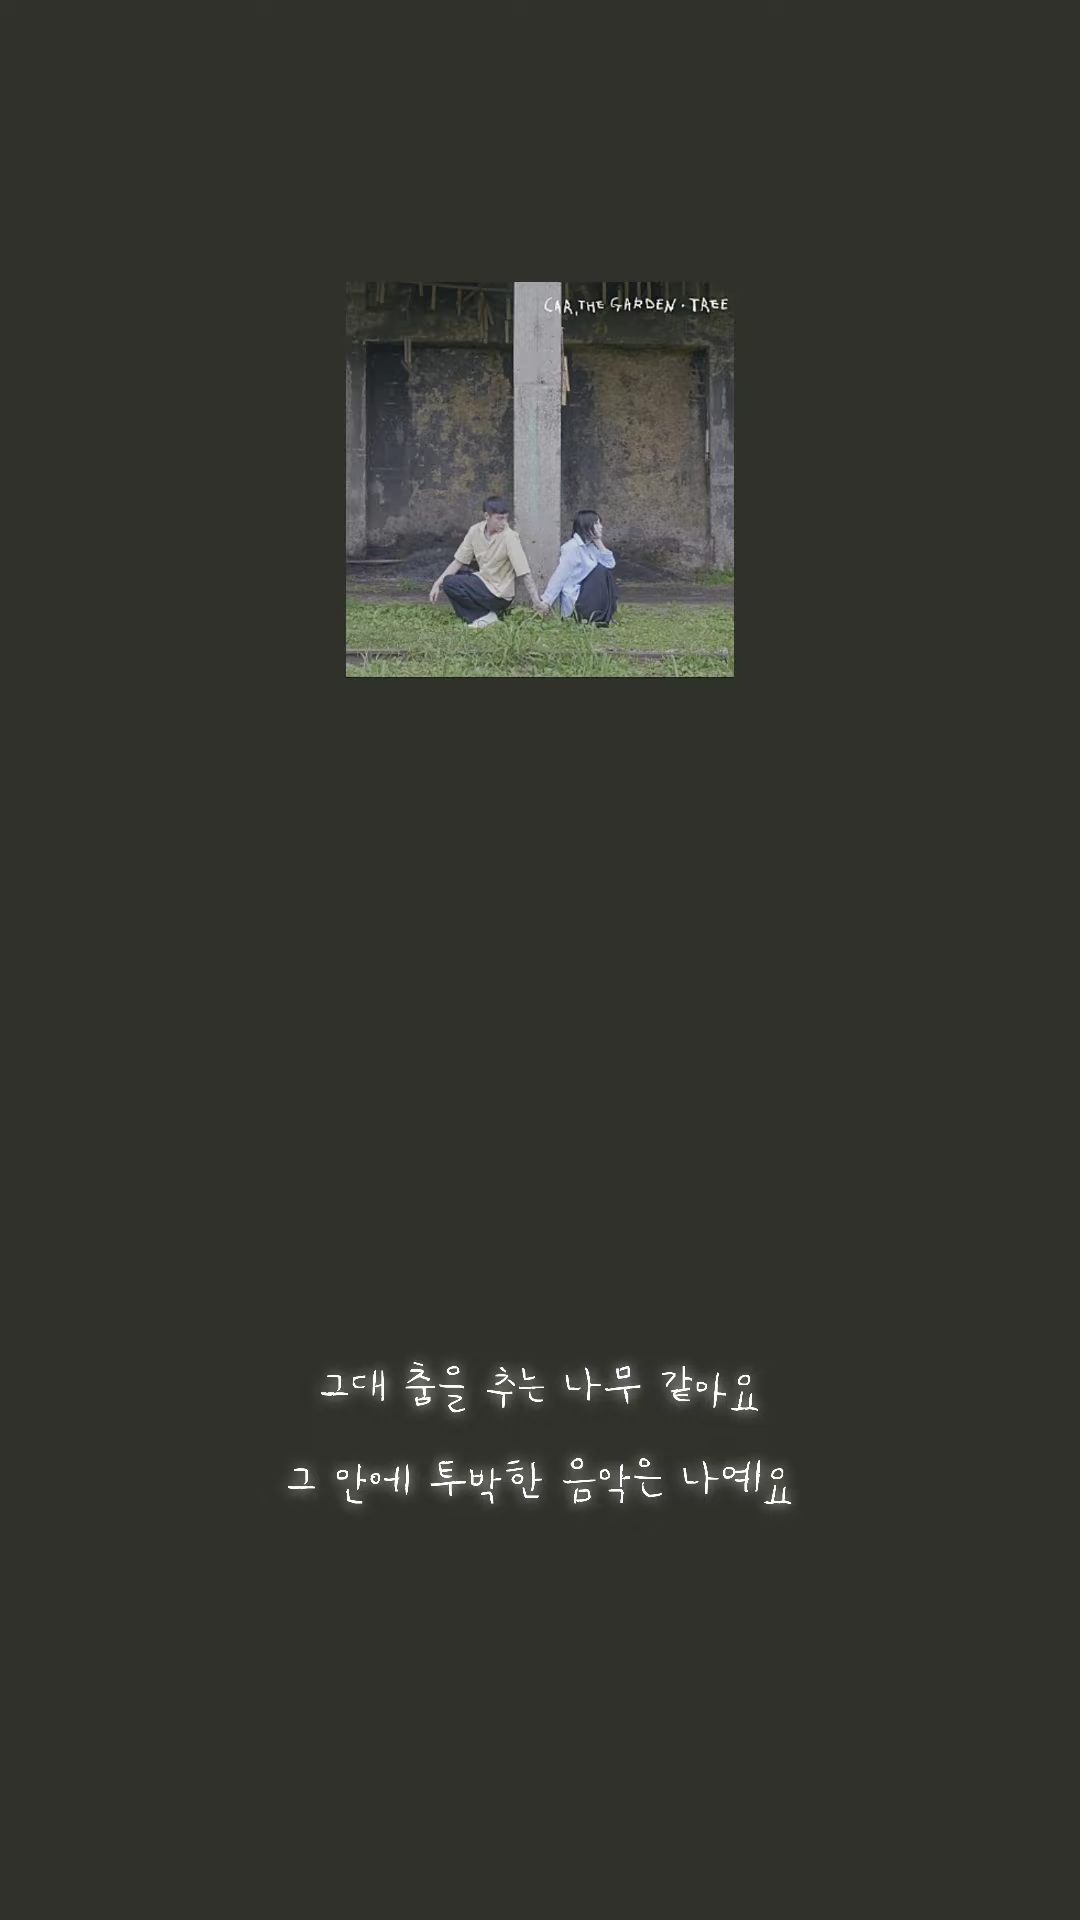 CAR, THE GARDEN · TREE
그대 춤을 추는 나무 같아요
그 안에 투박한 음악은 나예요